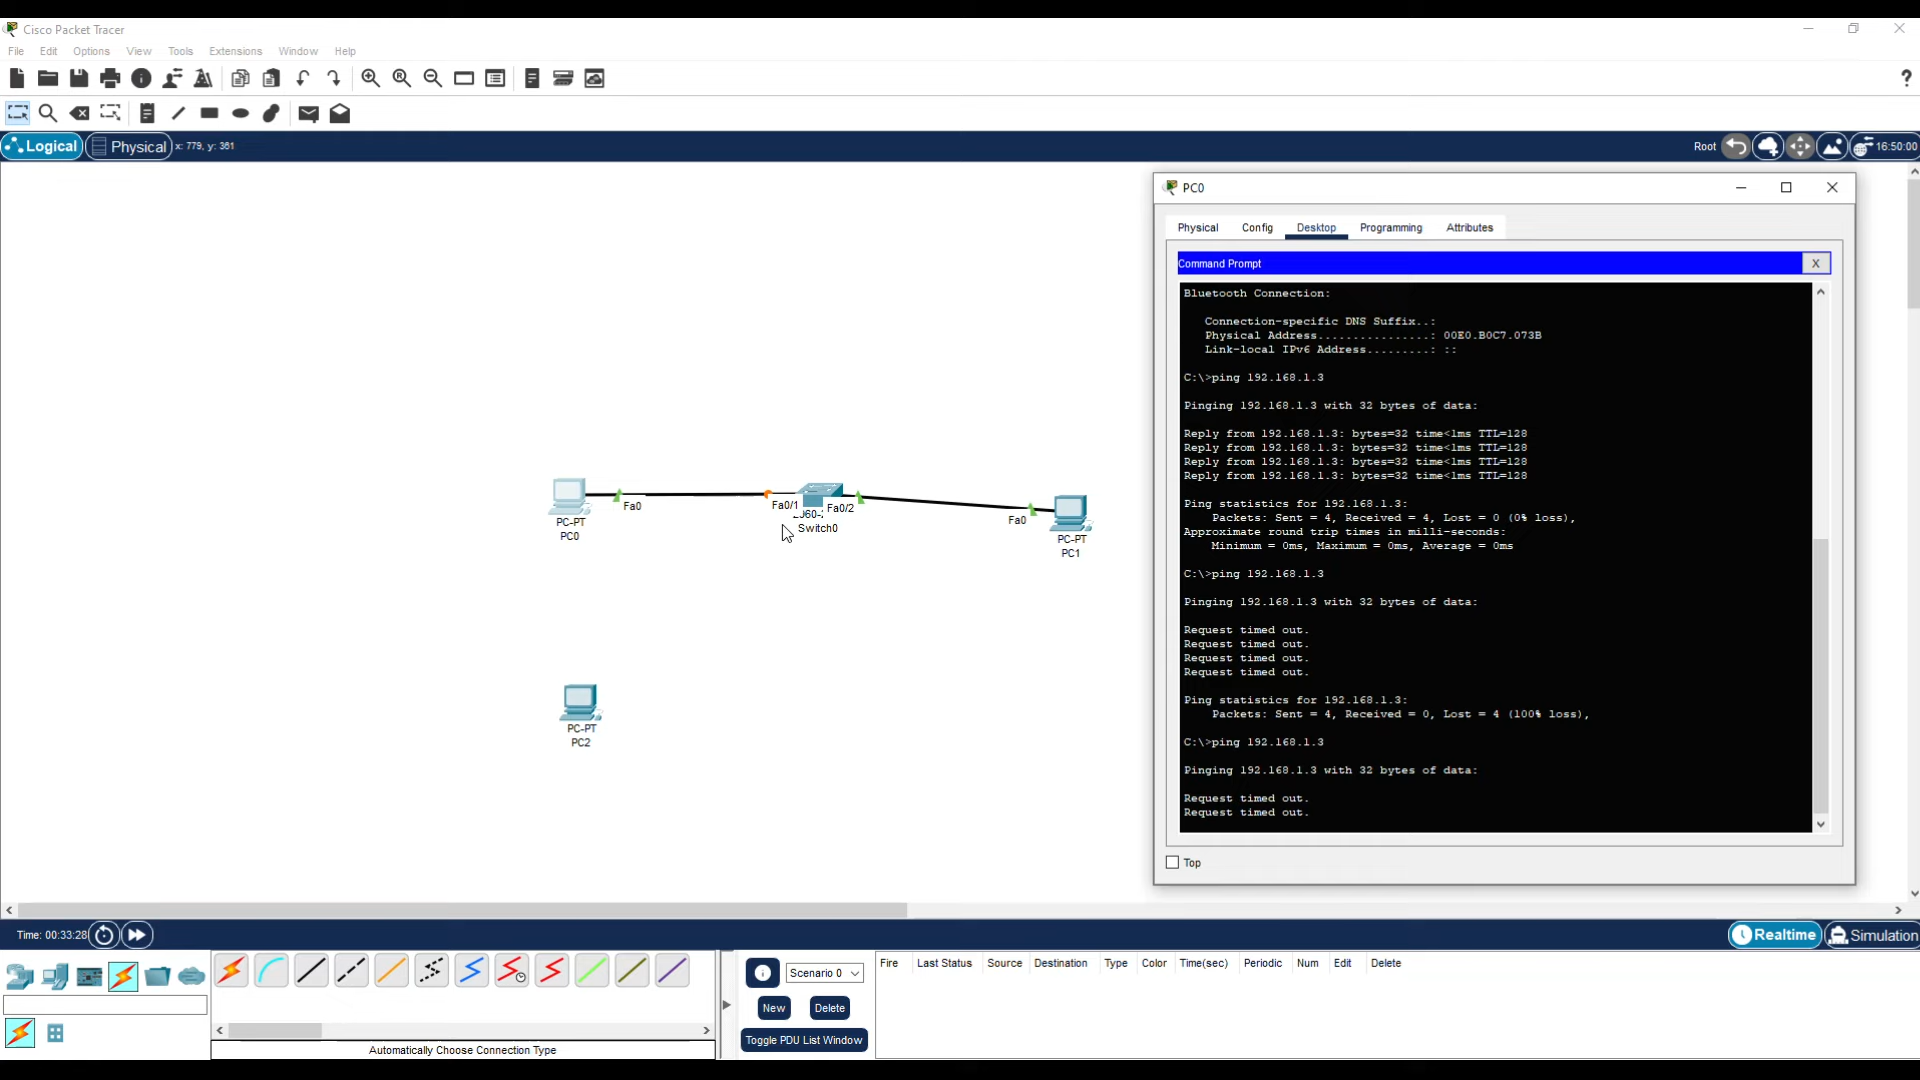 Cisco Packet Tracer
File Edit Options View Tools Extensions Window Help
?
Logical Physical x: 779, y: 381
Root 16:50:00
PC0
Physical Config Desktop Programming Attributes
Command Prompt X
Bluetooth Connection:
Connection-specific DNS Suffix..:
Physical Address................: 00E0.B0C7.073B
Link-local IPv6 Address.........: ::
C:\>ping 192.168.1.3
Pinging 192.168.1.3 with 32 bytes of data:
Reply from 192.168.1.3: bytes=32 time<1ms TTL=128
Reply from 192.168.1.3: bytes=32 time<1ms TTL=128
Reply from 192.168.1.3: bytes=32 time<1ms TTL=128
Reply from 192.168.1.3: bytes=32 time<1ms TTL=128
Ping statistics for 192.168.1.3:
Packets: Sent = 4, Received = 4, Lost = 0 (0% loss),
Approximate round trip times in milli-seconds:
Minimum = 0ms, Maximum = 0ms, Average = 0ms
C:\>ping 192.168.1.3
Pinging 192.168.1.3 with 32 bytes of data:
Request timed out.
Request timed out.
Request timed out.
Request timed out.
Ping statistics for 192.168.1.3:
Packets: Sent = 4, Received = 0, Lost = 4 (100% loss),
C:\>ping 192.168.1.3
Pinging 192.168.1.3 with 32 bytes of data:
Request timed out.
Request timed out.
Top
Fa0
Fa0/1
Fa0/2
Switch0
Fa0
PC-PT
PC0
PC-PT
PC1
PC-PT
PC2
Time: 00:33:28
Realtime Simulation
Automatically Choose Connection Type
Scenario 0
New Delete
Toggle PDU List Window
Fire Last Status Source Destination Type Color Time(sec) Periodic Num Edit Delete